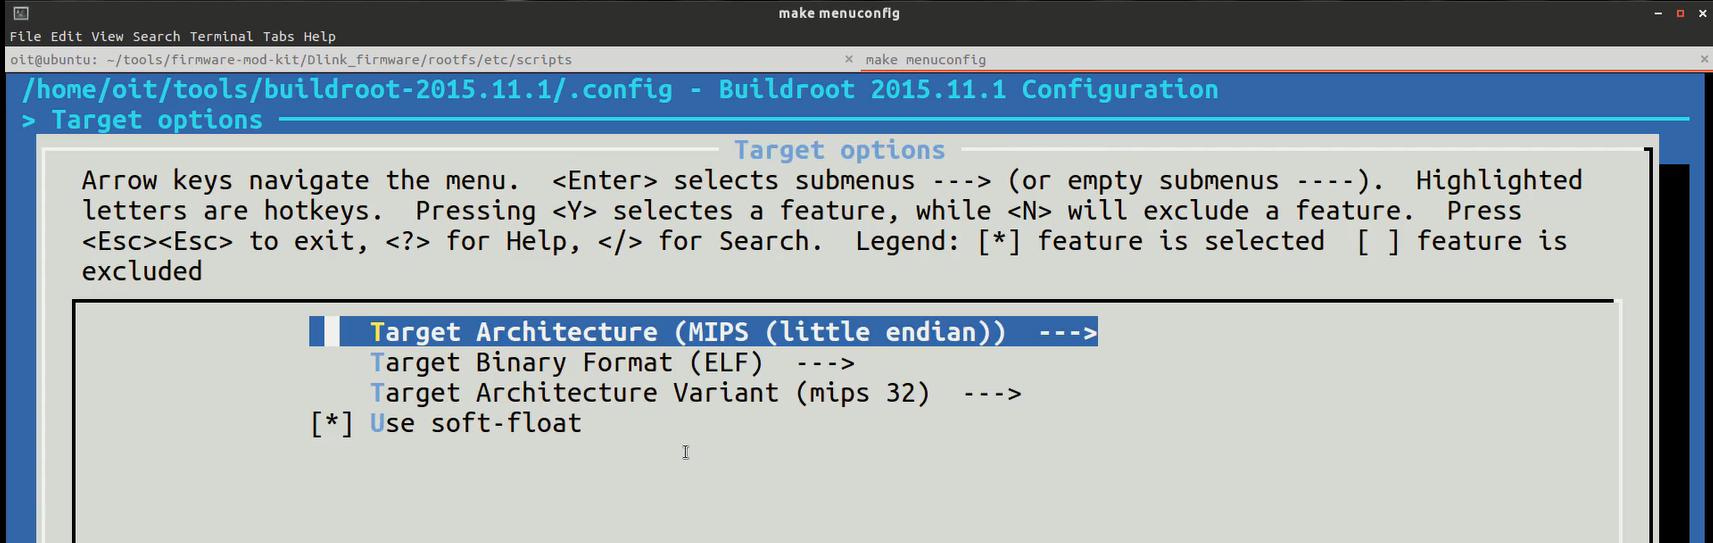 make menuconfig
File Edit View Search Terminal Tabs Help
oit@ubuntu: ~/tools/firmware-mod-kit/Dlink_firmware/rootfs/etc/scripts × make menuconfig ×
/home/oit/tools/buildroot-2015.11.1/.config - Buildroot 2015.11.1 Configuration
> Target options
Target options
Arrow keys navigate the menu.  <Enter> selects submenus ---> (or empty submenus ----).  Highlighted
letters are hotkeys.  Pressing <Y> selectes a feature, while <N> will exclude a feature.  Press
<Esc><Esc> to exit, <?> for Help, </> for Search.  Legend: [*] feature is selected  [ ] feature is
excluded
Target Architecture (MIPS (little endian))  --->
Target Binary Format (ELF)  --->
Target Architecture Variant (mips 32)  --->
[*] Use soft-float